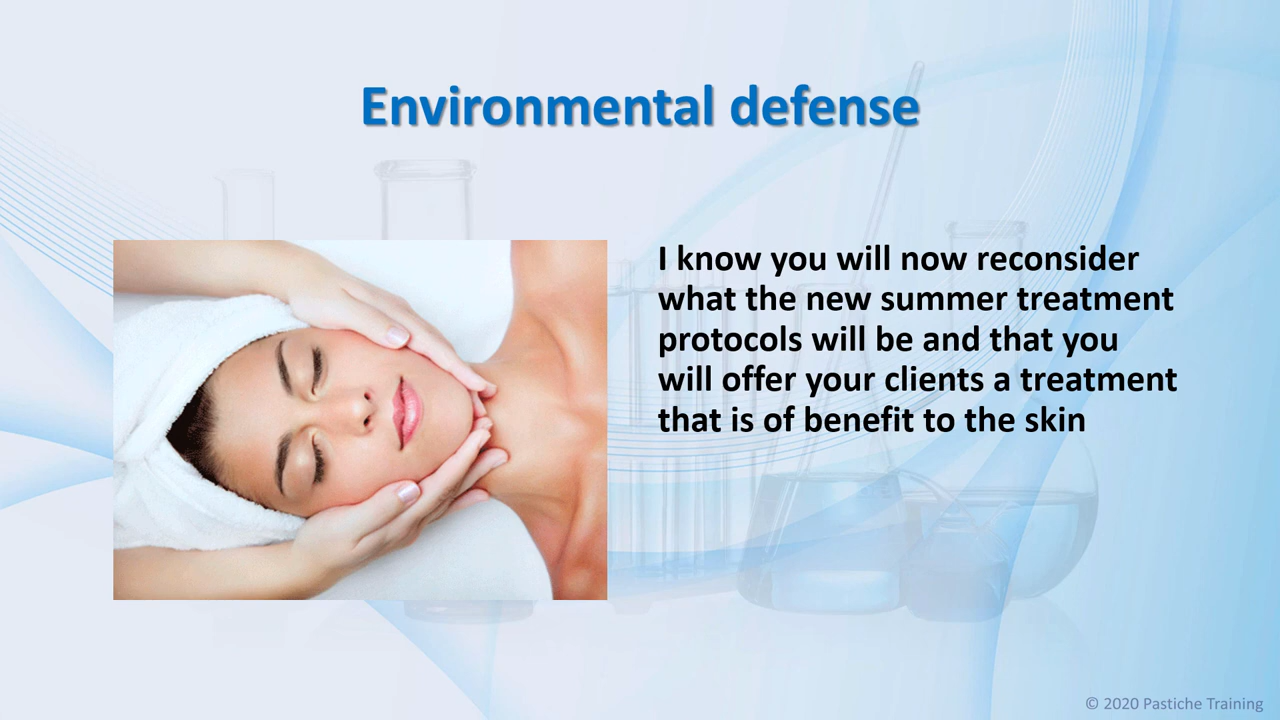 Environmental defense
I know you will now reconsider
what the new summer treatment
protocols will be and that you
will offer your clients a treatment
that is of benefit to the skin
© 2020 Pastiche Training